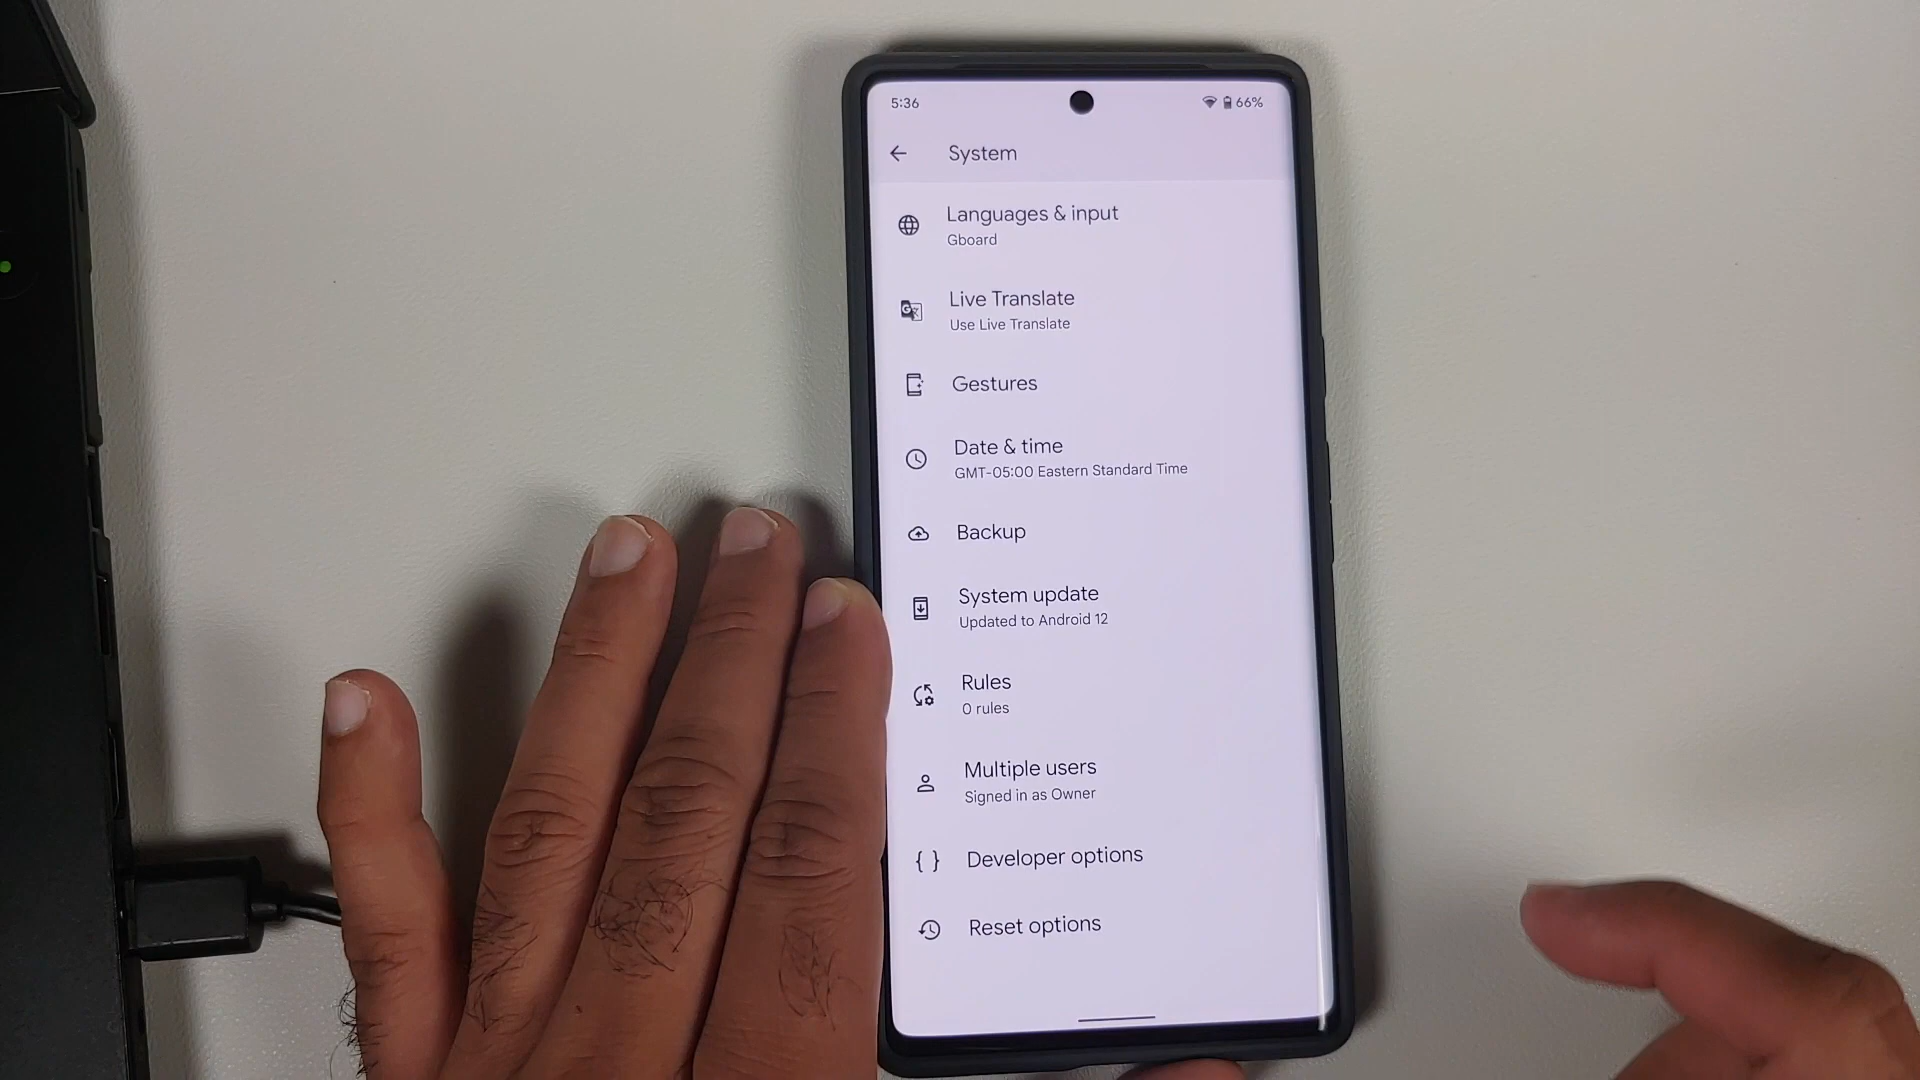 5:36
66%
System
Languages & input
Gboard
Live Translate
Use Live Translate
Gestures
Date & time
GMT-05:00 Eastern Standard Time
Backup
System update
Updated to Android 12
Rules
0 rules
Multiple users
Signed in as Owner
{ } Developer options
Reset options